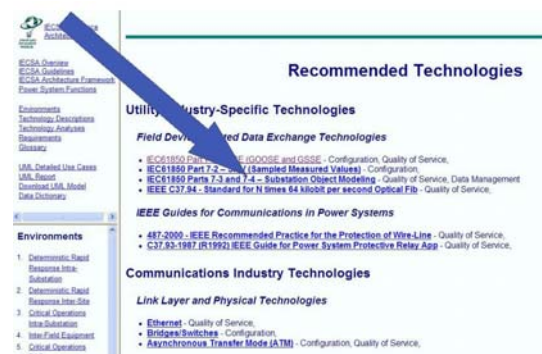 IECSA
Architecture
IECSA Overview
IECSA Guidelines
IECSA Architecture Framework
Power System Functions
Environments
Technology Descriptions
Technology Analyses
Requirements
Glossary
UML Detailed Use Cases
UML Report
Download UML Model
Data Dictionary
Environments
1. Deterministic Rapid
Response Intra-
Substation
2. Deterministic Rapid
Response Inter-Site
3. Critical Operations
Intra-Substation
4. Inter-Field Equipment
5. Critical Operations
Recommended Technologies
Industry-Specific Technologies
Field Data Exchange Technologies
IEC61850 Part (GOOSE and GSSE - Configuration, Quality of Service,
IEC61850 Part 7-2 – (Sampled Measured Values) - Configuration,
IEC61850 Parts 7-3 and 7-4 – Substation Object Modeling - Quality of Service, Data Management
IEEE C37.94 - Standard for N times 64 kilobit per second Optical Fib - Quality of Service,
IEEE Guides for Communications in Power Systems
487-2000 - IEEE Recommended Practice for the Protection of Wire-Line - Quality of Service,
C37.93-1987 (R1992) IEEE Guide for Power System Protective Relay App - Quality of Service,
Communications Industry Technologies
Link Layer and Physical Technologies
Ethernet - Quality of Service,
Bridges/Switches - Configuration,
Asynchronous Transfer Mode (ATM) - Configuration, Quality of Service,